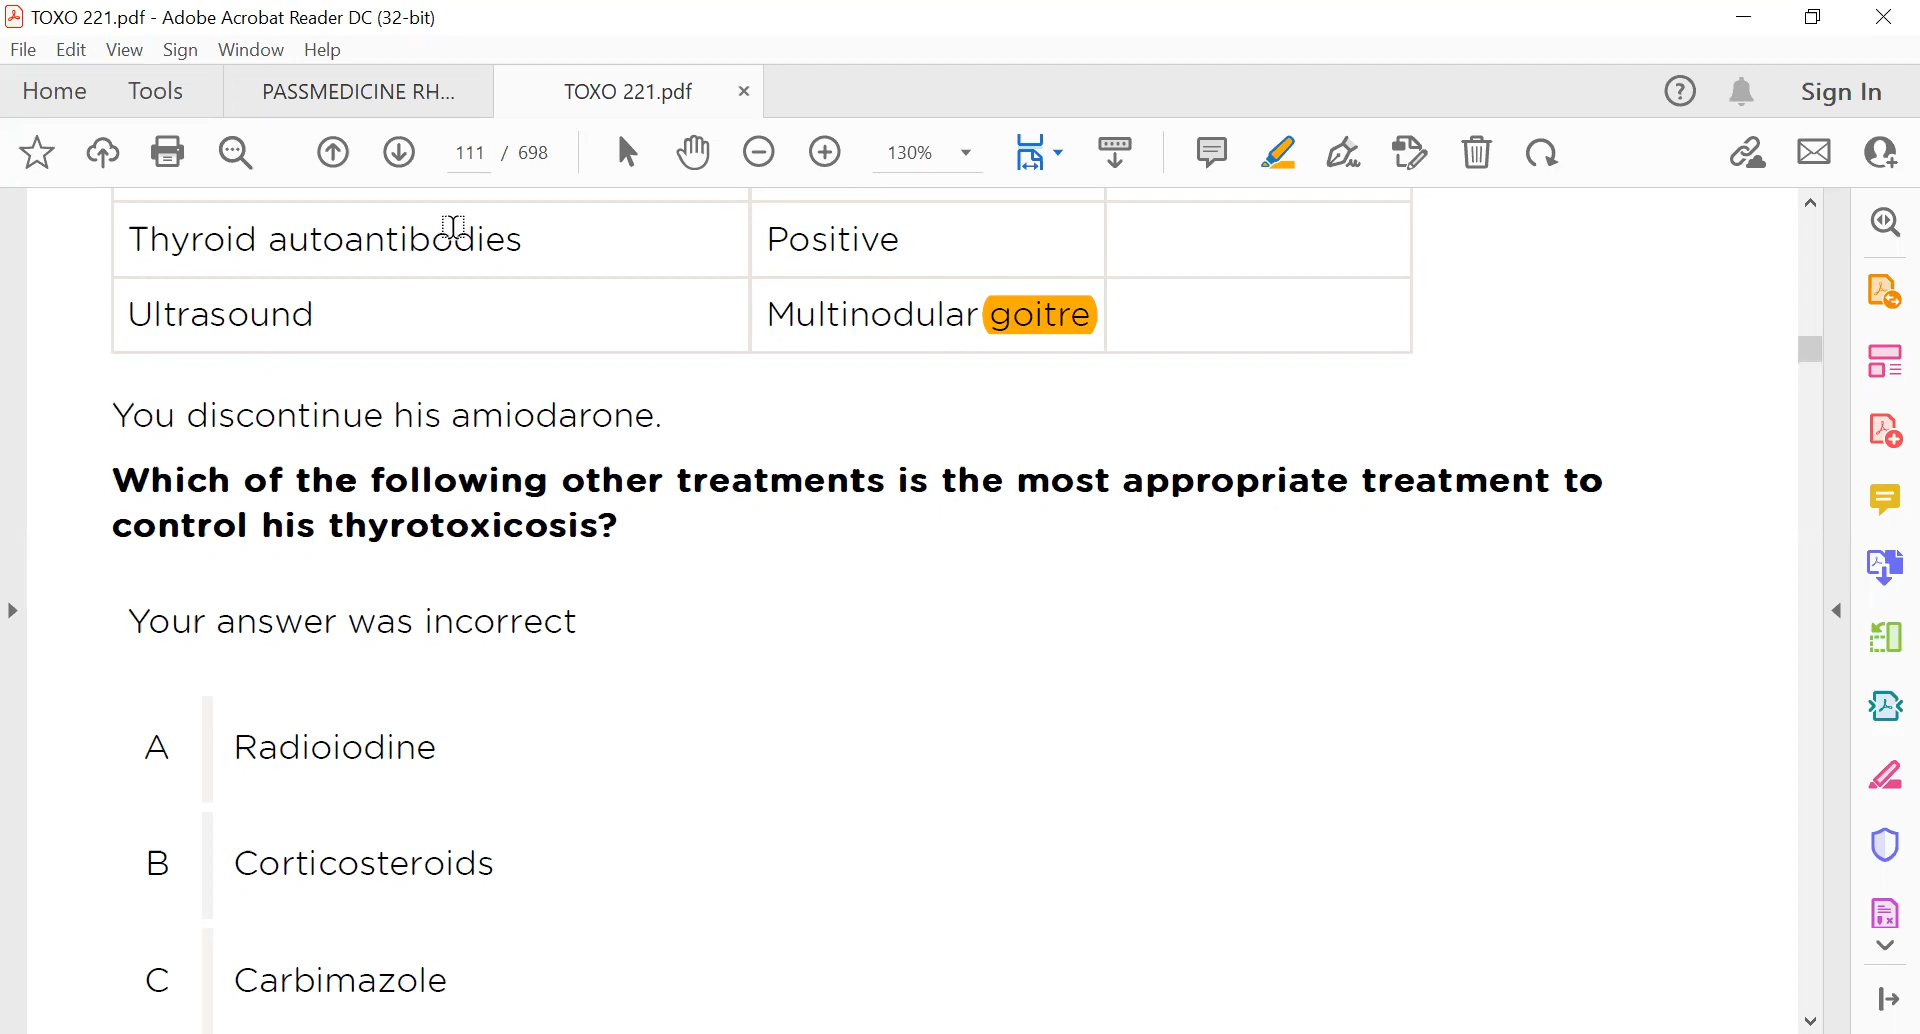 TOXO 221.pdf - Adobe Acrobat Reader DC (32-bit)
File Edit View Sign Window Help
Home Tools PASSMEDICINE RH... TOXO 221.pdf × Sign In
111 / 698 130%
Thyroid autoantibodies Positive
Ultrasound Multinodular goitre
You discontinue his amiodarone.
Which of the following other treatments is the most appropriate treatment to
control his thyrotoxicosis?
Your answer was incorrect
A Radioiodine
B Corticosteroids
C Carbimazole